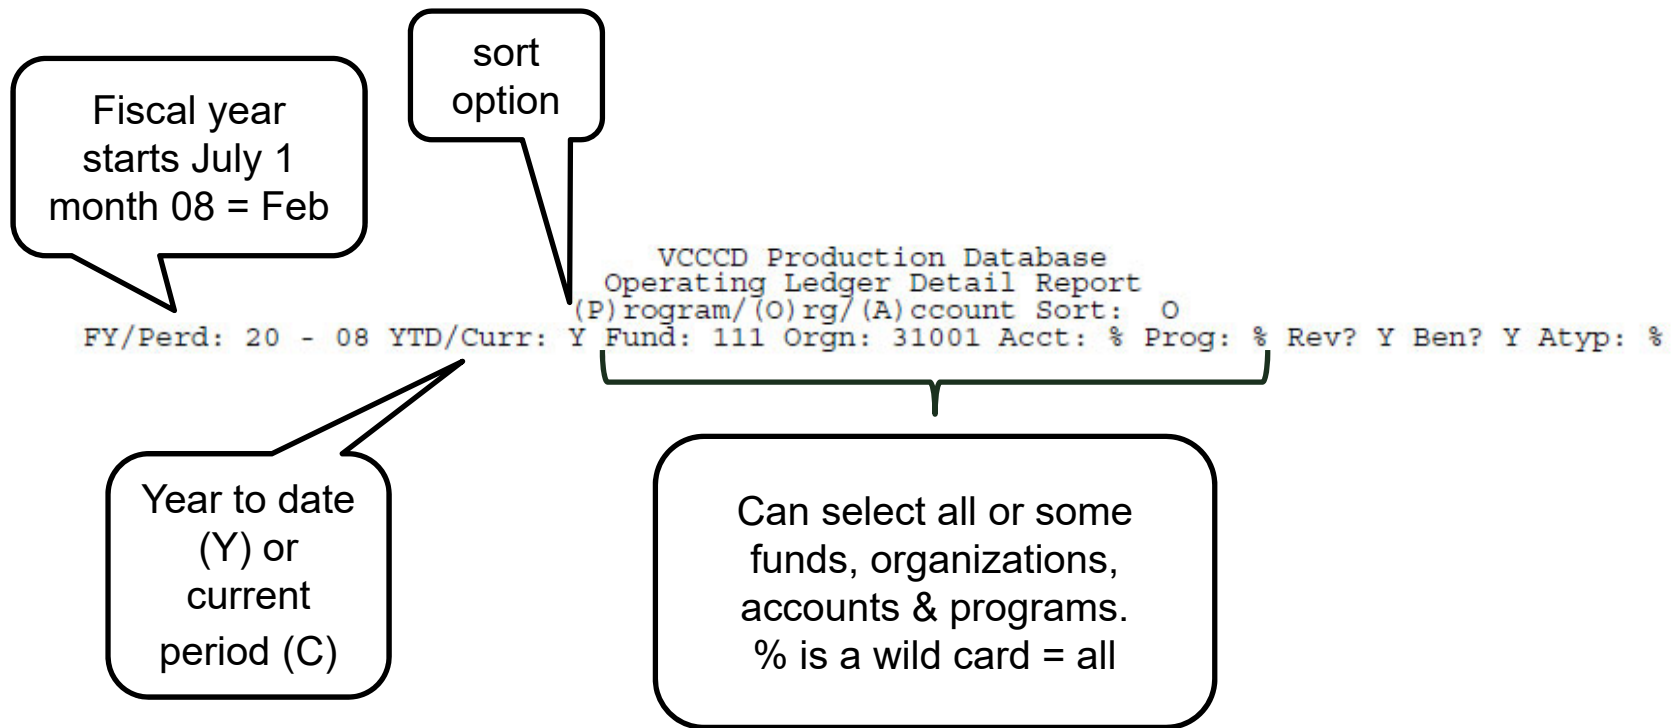 sort
option
Fiscal year
starts July 1
month 08 = Feb
VCCCD Production Database
Operating Ledger Detail Report
(P)rogram/(O)rg/(A)ccount Sort: O
FY/Perd: 20 - 08 YTD/Curr: Y Fund: 111 Orgn: 31001 Acct: % Prog: % Rev? Y Ben? Y Atyp: %
Year to date
(Y) or
current
period (C)
Can select all or some
funds, organizations,
accounts & programs.
% is a wild card = all